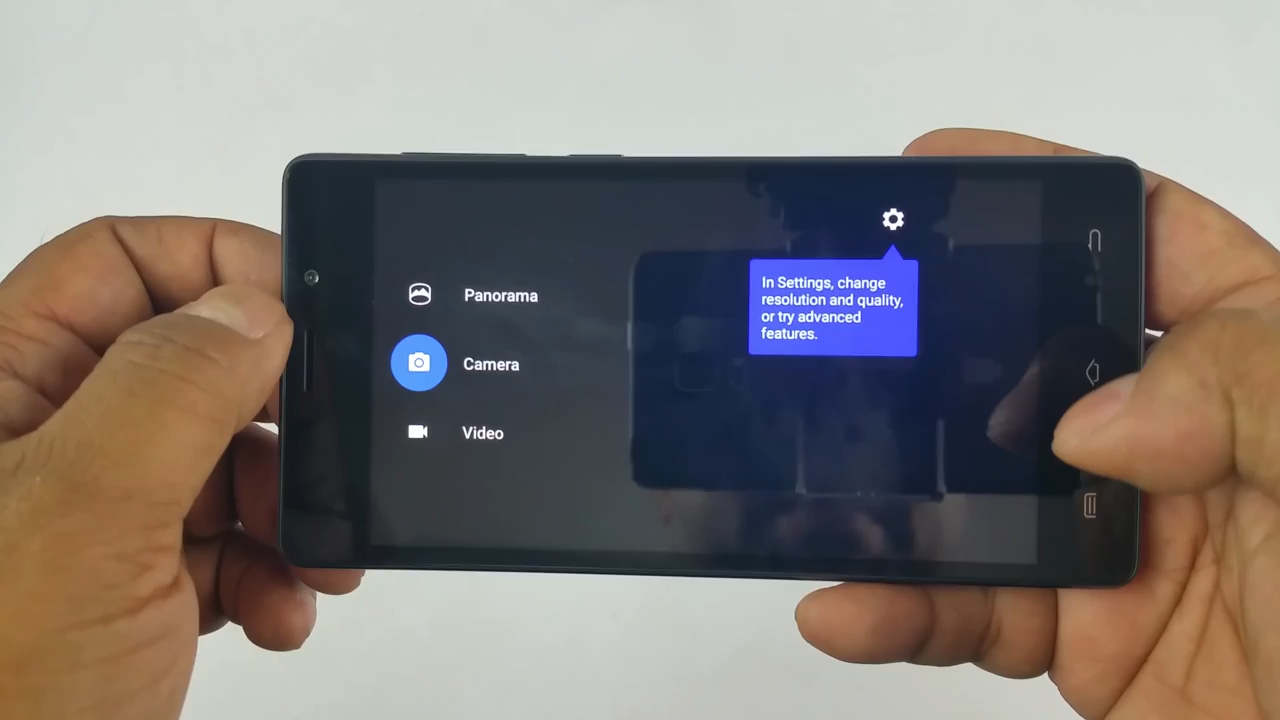 Panorama
Camera
Video
In Settings, change
resolution and quality,
or try advanced
features.